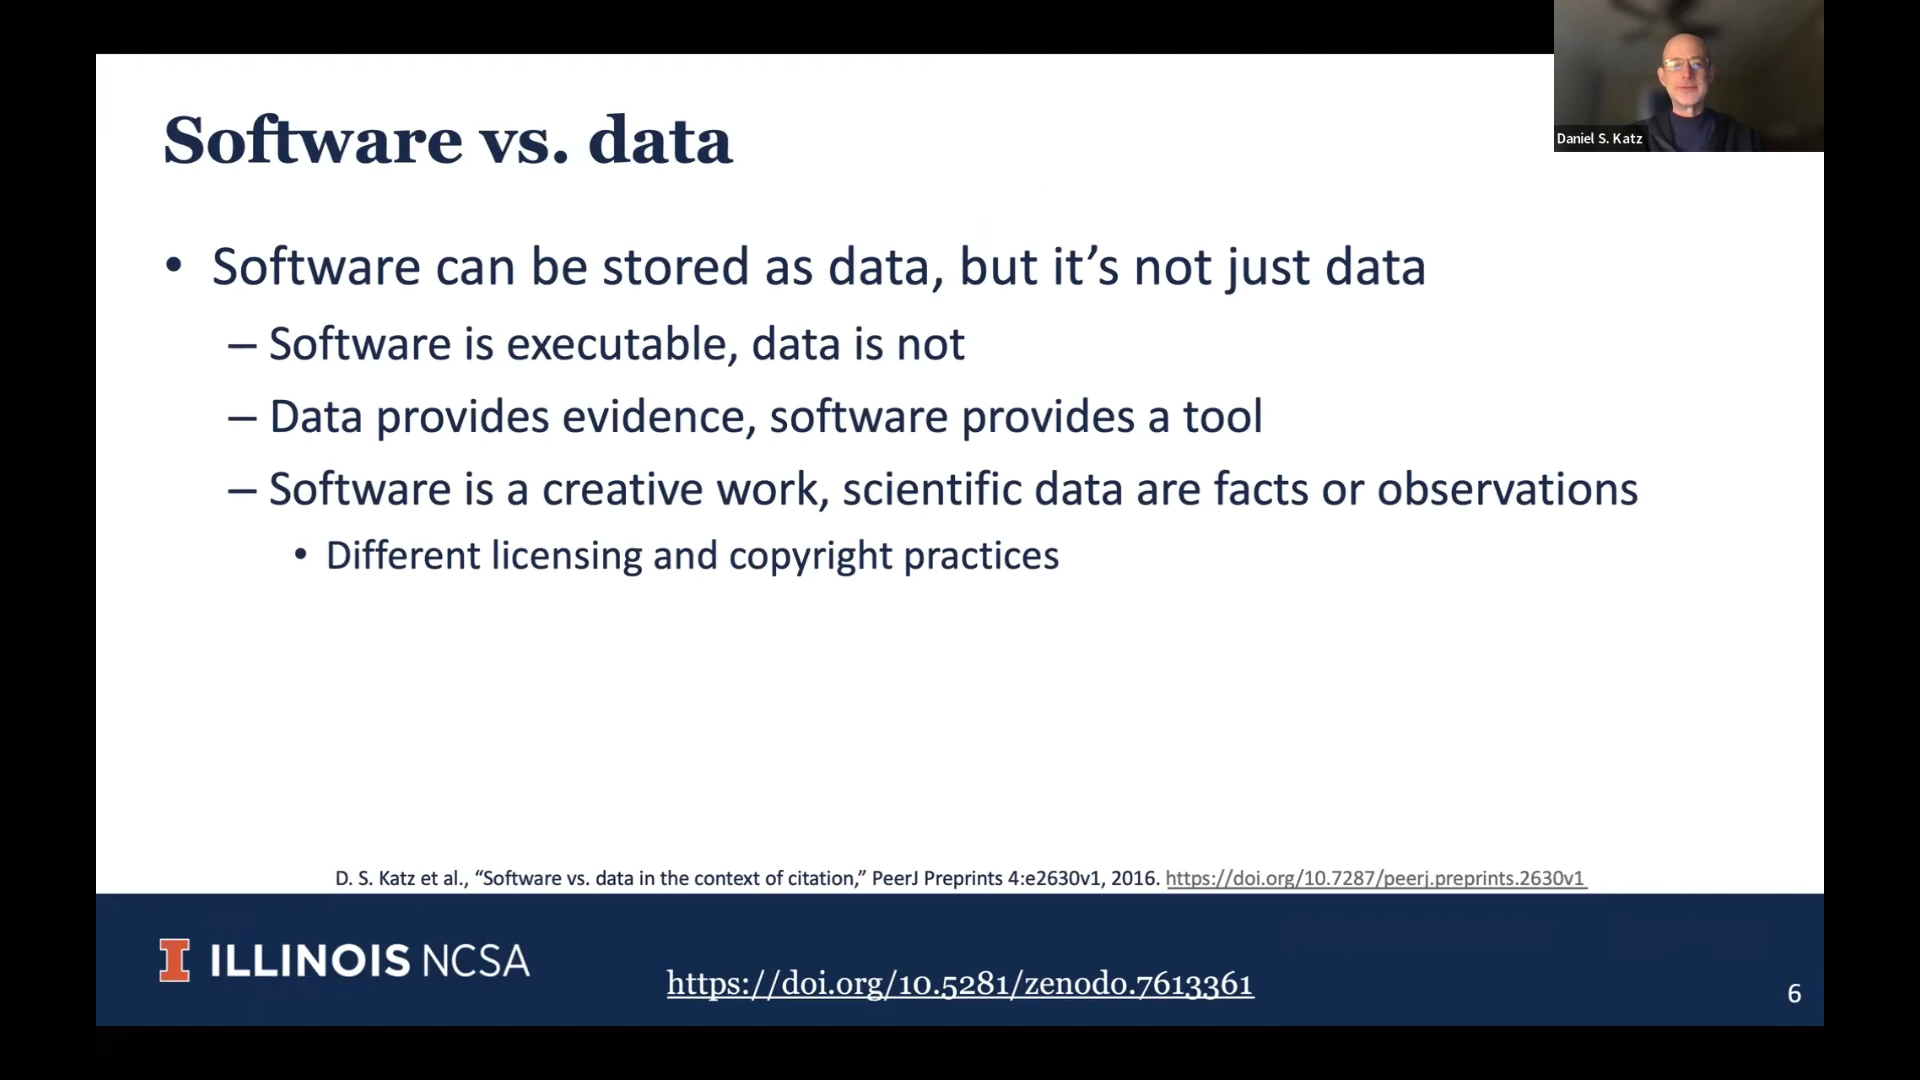 Software vs. data
Daniel S. Katz
• Software can be stored as data, but it’s not just data
– Software is executable, data is not
– Data provides evidence, software provides a tool
– Software is a creative work, scientific data are facts or observations
• Different licensing and copyright practices
D. S. Katz et al., “Software vs. data in the context of citation,” PeerJ Preprints 4:e2630v1, 2016. https://doi.org/10.7287/peerj.preprints.2630v1
I ILLINOIS NCSA
https://doi.org/10.5281/zenodo.7613361
6